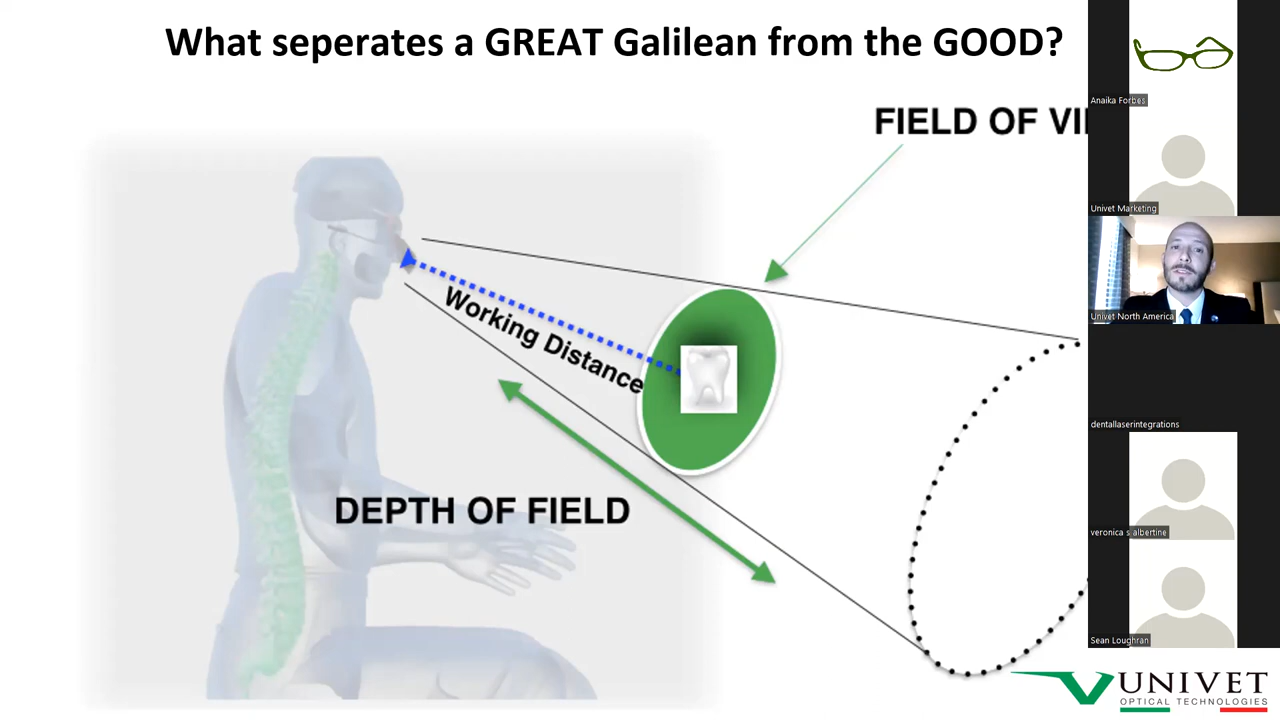 What seperates a GREAT Galilean from the GOOD?
FIELD OF VI
Working Distance
DEPTH OF FIELD
Anaika Forbes
Univet Marketing
Univet North America
dentallaserintegrations
veronica s albertine
Sean Loughran
UNIVET
OPTICAL TECHNOLOGIES